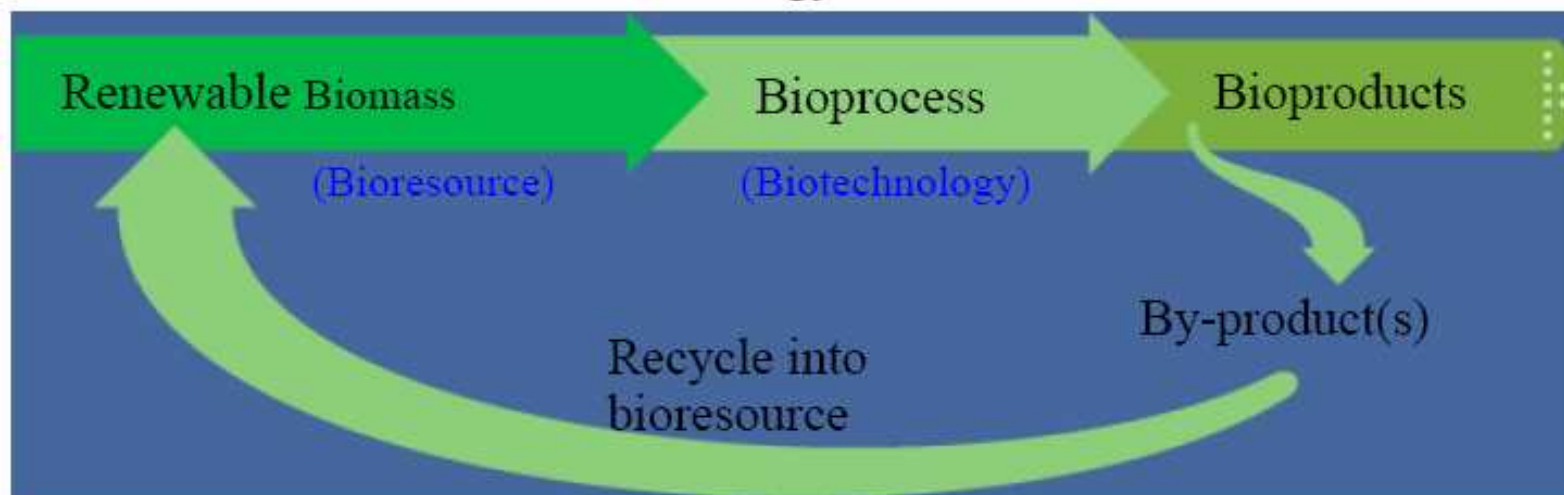 Renewable Biomass
Bioprocess
Bioproducts
(Bioresource)
(Biotechnology)
By-product(s)
Recycle into
bioresource